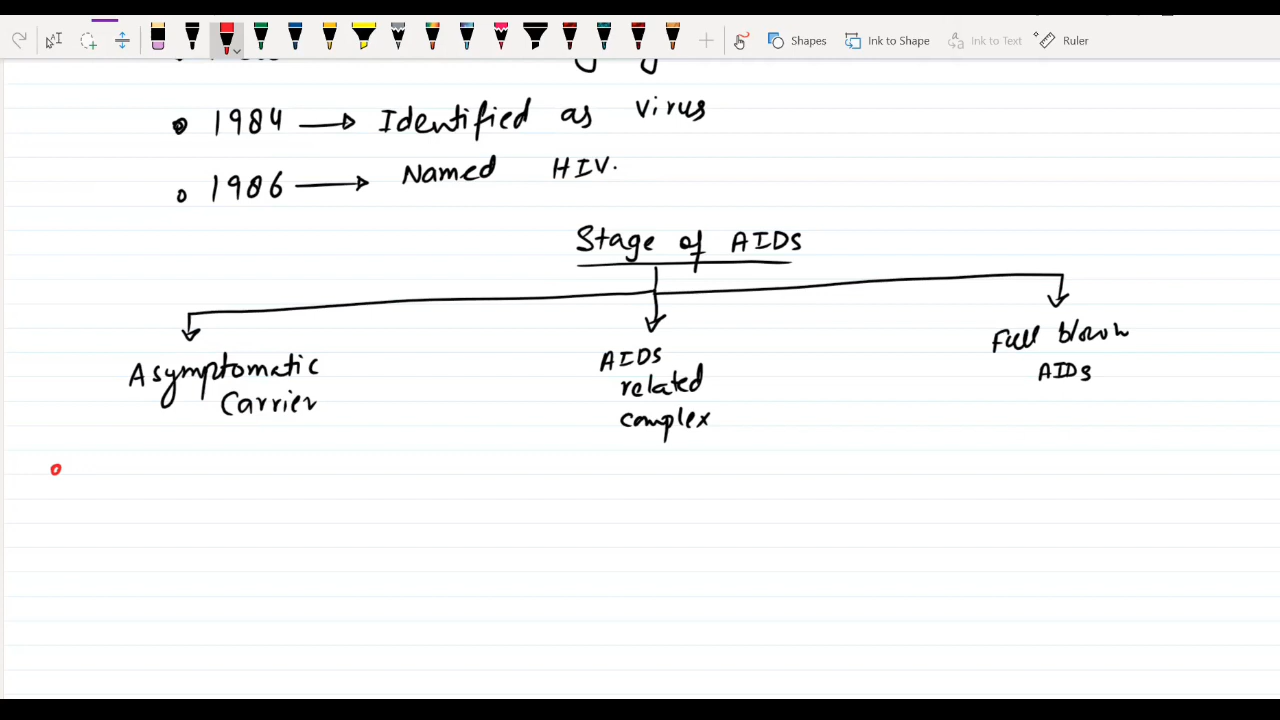 Shapes Ink to Shape Ink to Text Ruler
1984 → Identified as virus
1986 → Named HIV.
Stage of AIDS
Asymptomatic Carrier
AIDS related complex
Full blown AIDS